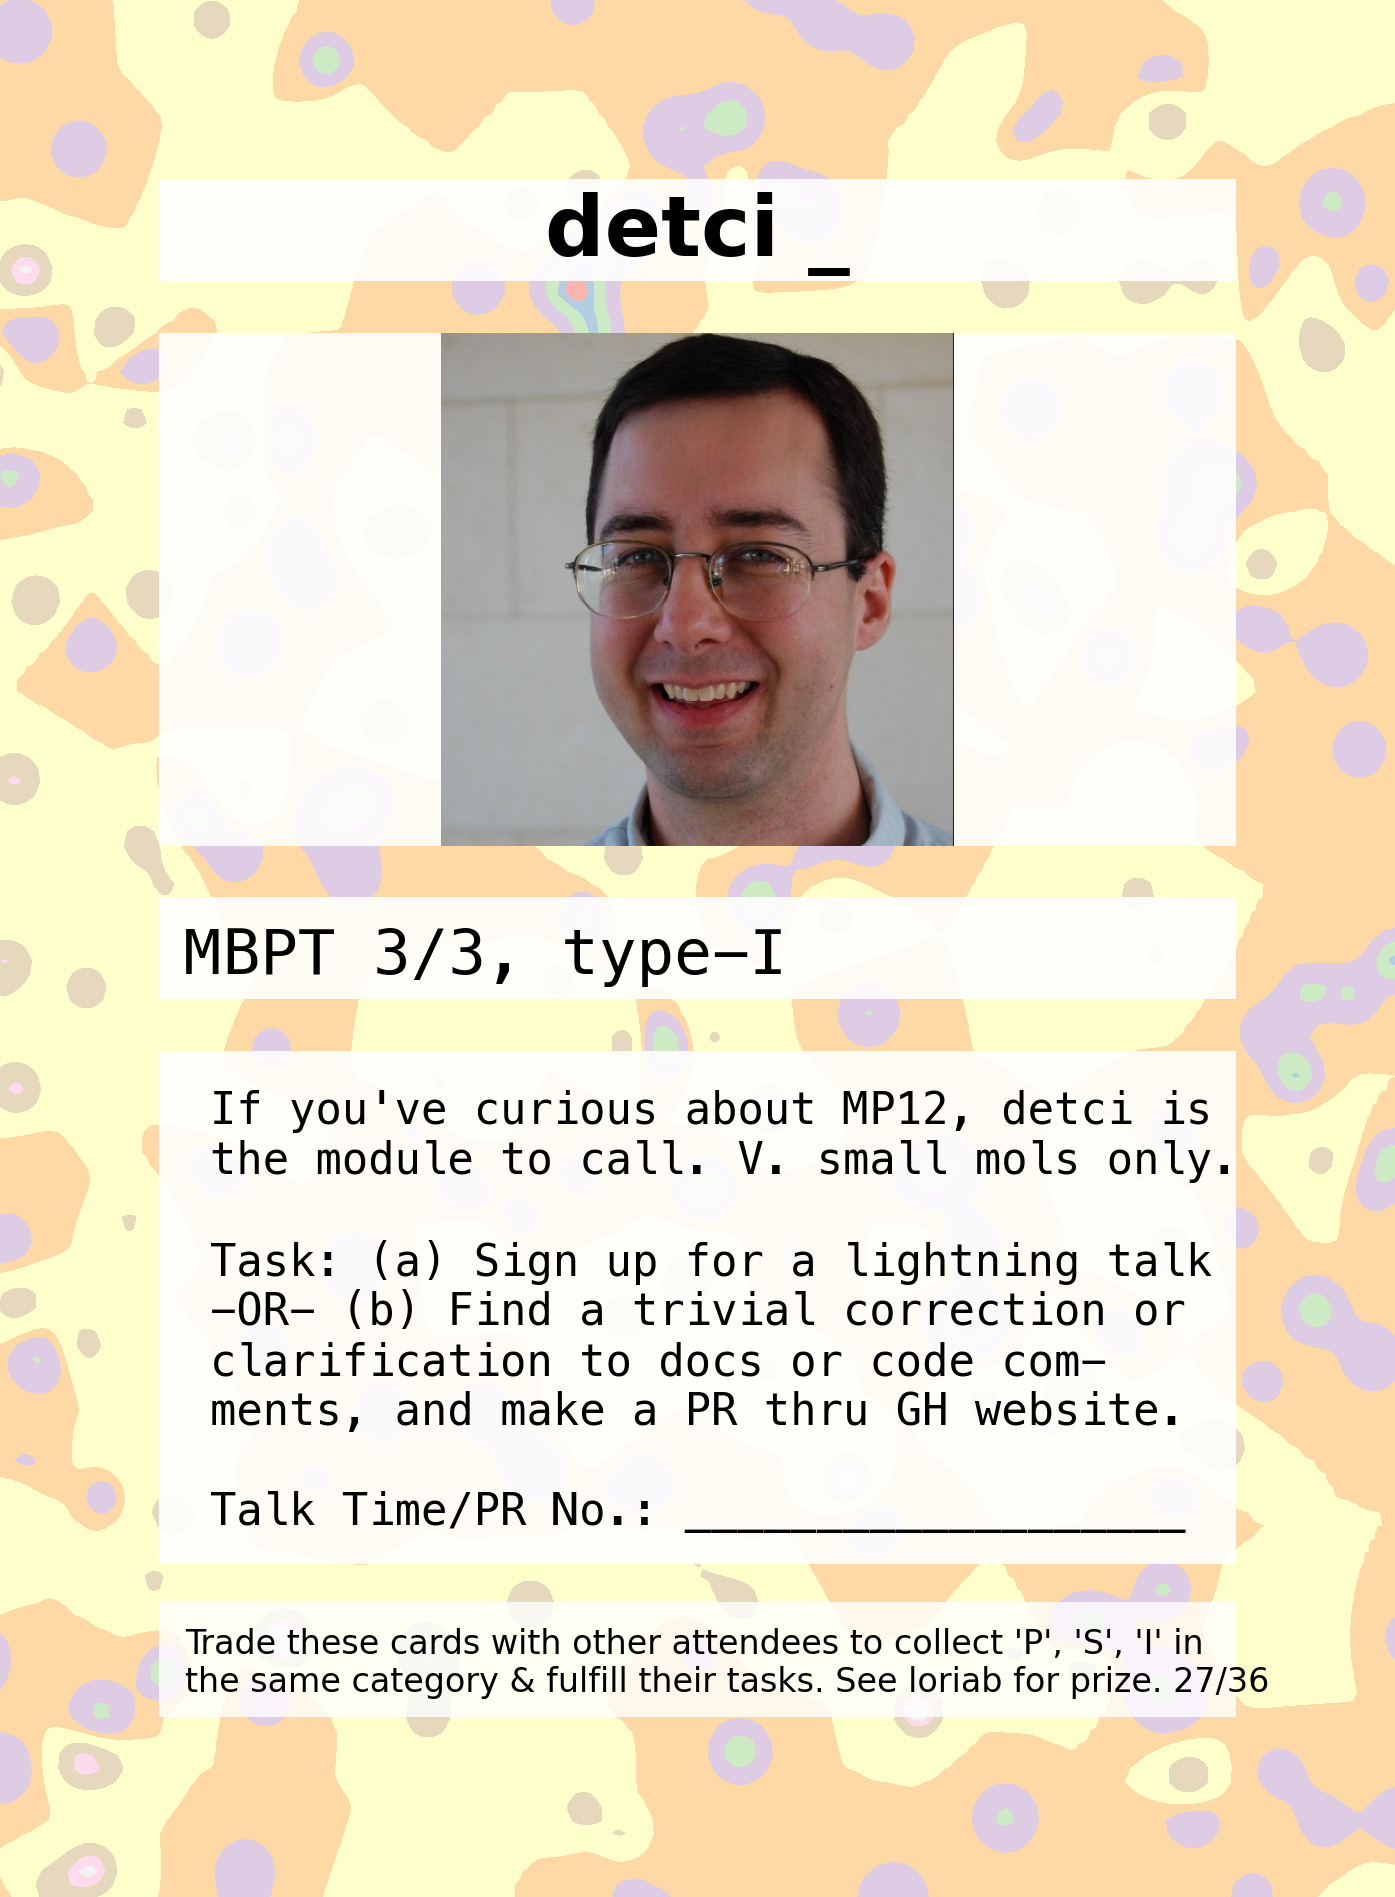 detci _
MBPT 3/3, type−I
If you've curious about MP12, detci is
the module to call. V. small mols only.
Task: (a) Sign up for a lightning talk
−OR− (b) Find a trivial correction or
clarification to docs or code com−
ments, and make a PR thru GH website.
Talk Time/PR No.: ___________________
Trade these cards with other attendees to collect 'P', 'S', 'I' in
the same category & fulfill their tasks. See loriab for prize. 27/36